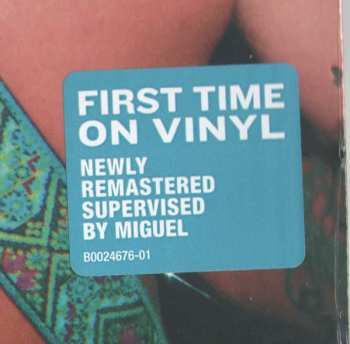 FIRST TIME
ON VINYL
NEWLY
REMASTERED
SUPERVISED
BY MIGUEL
B0024676-01